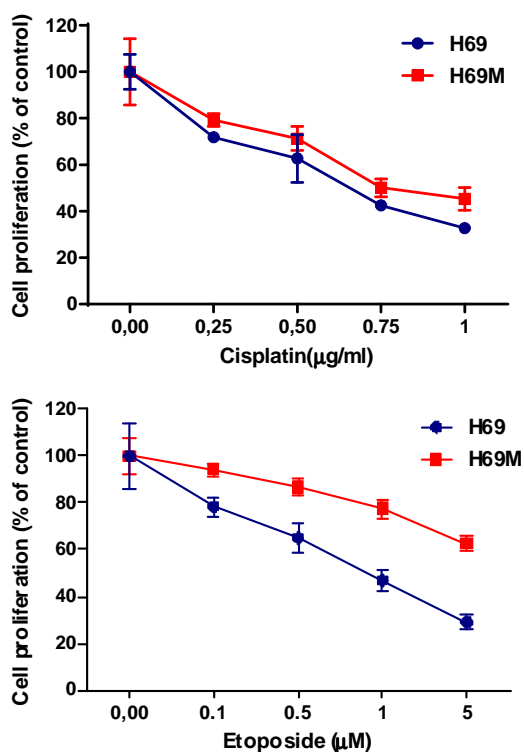 Cell proliferation (% of control)
120
100
80
60
40
20
0
H69
H69M
0,00 0,25 0,50 0.75 1
Cisplatin(μg/ml)
Cell proliferation (% of control)
120
100
80
60
40
20
0
H69
H69M
0,00 0.1 0.5 1 5
Etoposide (μM)